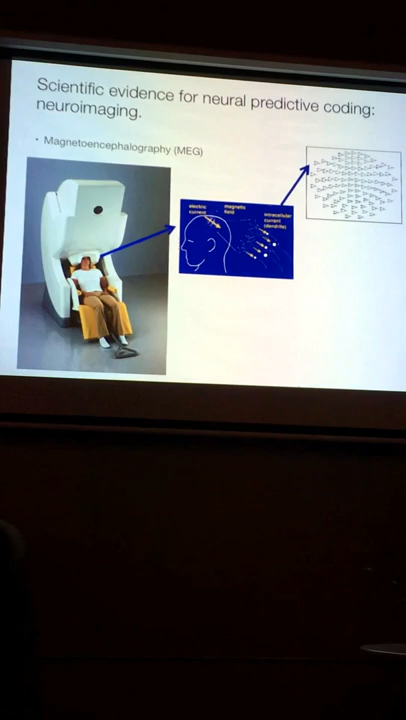 Scientific evidence for neural predictive coding:
neuroimaging.
• Magnetoencephalography (MEG)
electric
current
magnetic
field
intracellular
current
(dendrite)